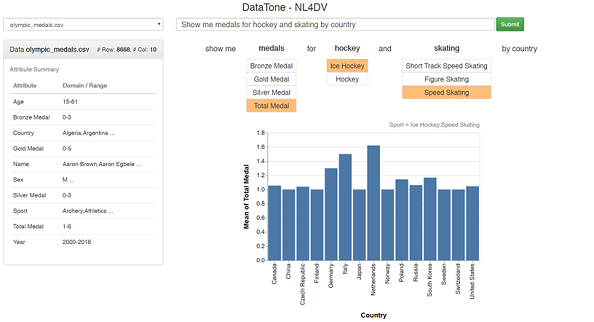 DataTone - NL4DV
olympic_medals.csv
Show me medals for hockey and skating by country
Submit
Data olympic_medals.csv # Row: 8668, # Col: 10
Attribute Summary
Attribute Domain / Range
Age 15-61
Bronze Medal 0-3
Country Algeria,Argentina ...
Gold Medal 0-5
Name Aaron Brown,Aaron Egbele ...
Sex M ...
Silver Medal 0-3
Sport Archery,Athletics ...
Total Medal 1-6
Year 2000-2016
show me medals for hockey and skating by country
Bronze Medal
Gold Medal
Silver Medal
Total Medal
Ice Hockey
Hockey
Short Track Speed Skating
Figure Skating
Speed Skating
Sport = Ice Hockey,Speed Skating
Mean of Total Medal
1.8
1.6
1.4
1.2
1.0
0.8
0.6
0.4
0.2
0.0
Canada
China
Czech Republic
Finland
Germany
Italy
Japan
Netherlands
Norway
Poland
Russia
South Korea
Sweden
Switzerland
United States
Country